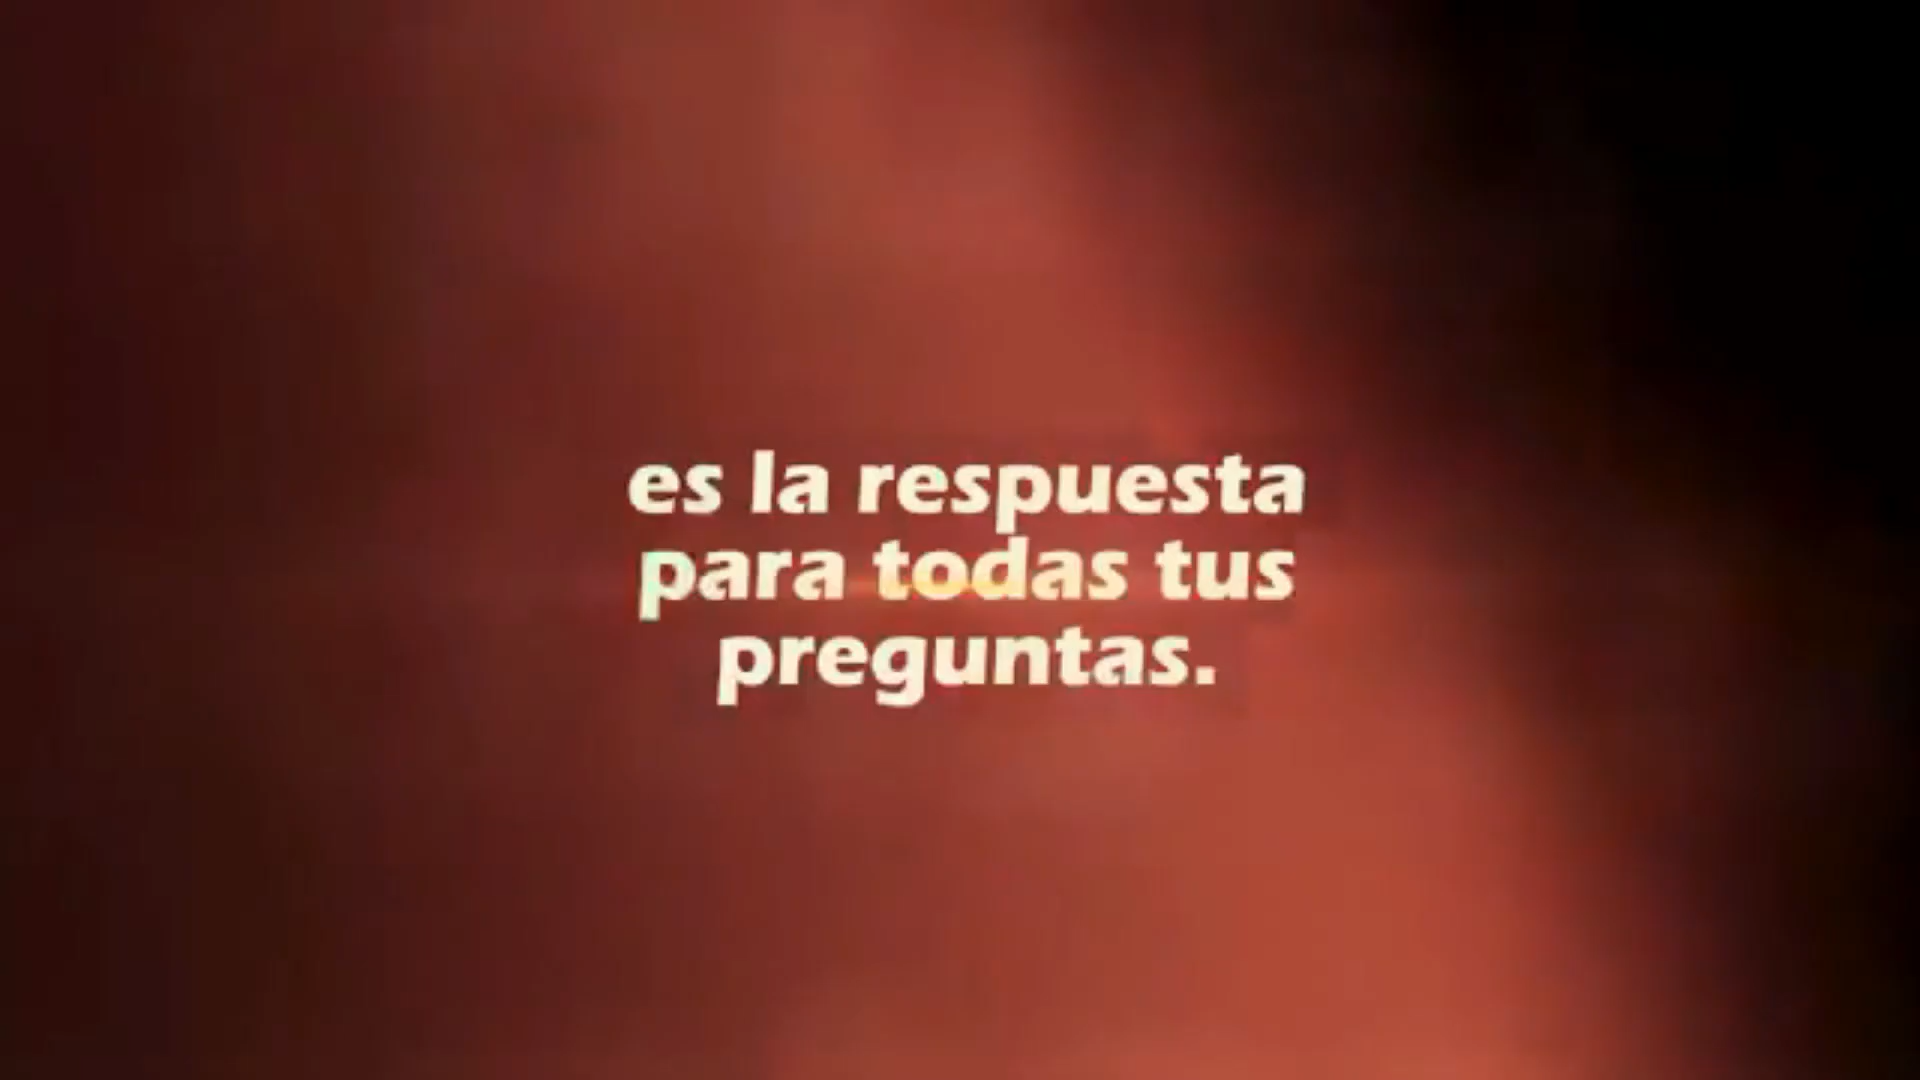 es la respuesta
para todas tus
preguntas.